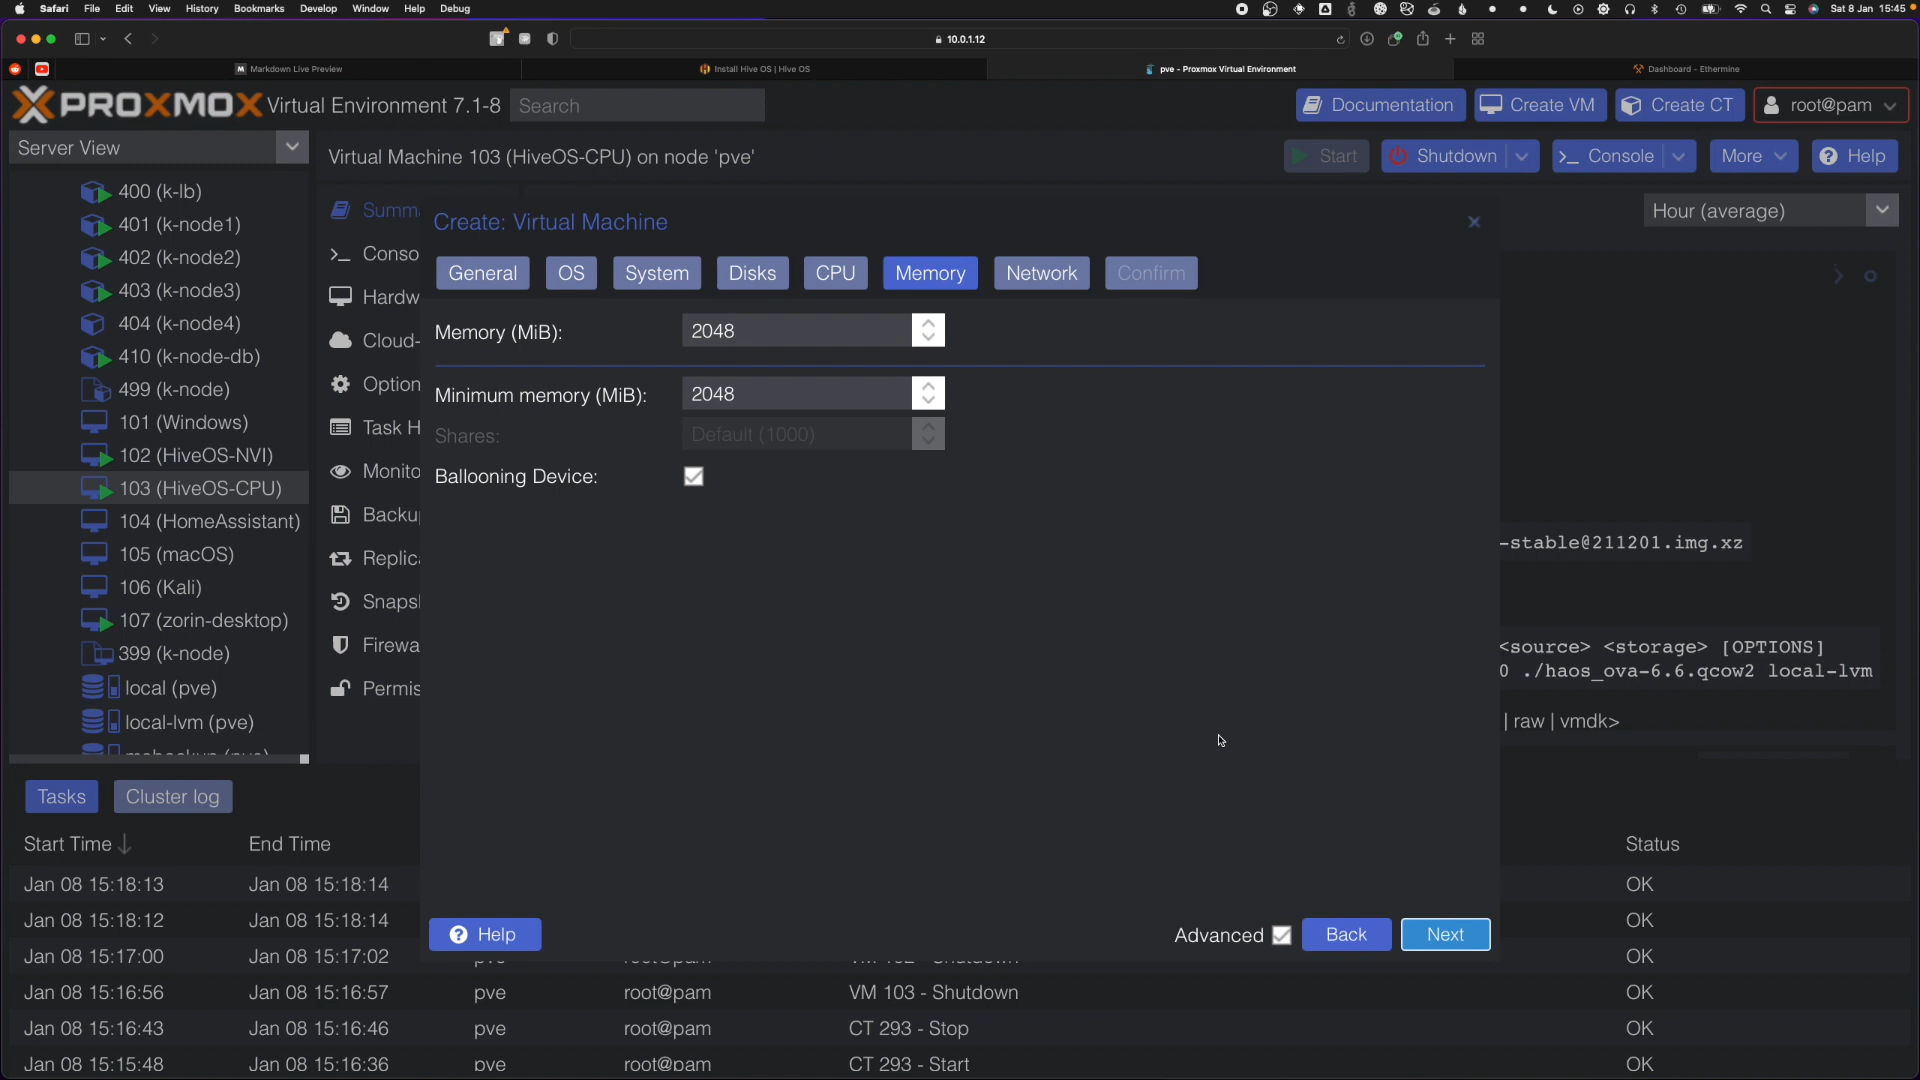 Safari File Edit View History Bookmarks Develop Window Help Debug
Sat 8 Jan 15:45
10.0.1.12
Markdown Live Preview
Install Hive OS | Hive OS
pve - Proxmox Virtual Environment
Dashboard - Ethermine
PROXMOX Virtual Environment 7.1-8
Search
Documentation
Create VM
Create CT
root@pam
Server View
Virtual Machine 103 (HiveOS-CPU) on node 'pve'
Start
Shutdown
Console
More
Help
400 (k-lb)
401 (k-node1)
402 (k-node2)
403 (k-node3)
404 (k-node4)
410 (k-node-db)
499 (k-node)
101 (Windows)
102 (HiveOS-NVI)
103 (HiveOS-CPU)
104 (HomeAssistant)
105 (macOS)
106 (Kali)
107 (zorin-desktop)
399 (k-node)
local (pve)
local-lvm (pve)
Summa
Conso
Hardw
Cloud-
Option
Task H
Monito
Backu
Replica
Snaps
Firewa
Permis
Hour (average)
Create: Virtual Machine
General
OS
System
Disks
CPU
Memory
Network
Confirm
Memory (MiB):
2048
Minimum memory (MiB):
2048
Shares:
Default (1000)
Ballooning Device:
-stable@211201.img.xz
<source> <storage> [OPTIONS]
0 ./haos_ova-6.6.qcow2 local-lvm
| raw | vmdk>
Help
Advanced
Back
Next
Tasks
Cluster log
Start Time
End Time
Status
Jan 08 15:18:13
Jan 08 15:18:14
OK
Jan 08 15:18:12
Jan 08 15:18:14
OK
Jan 08 15:17:00
Jan 08 15:17:02
OK
Jan 08 15:16:56
Jan 08 15:16:57
pve
root@pam
VM 103 - Shutdown
OK
Jan 08 15:16:43
Jan 08 15:16:46
pve
root@pam
CT 293 - Stop
OK
Jan 08 15:15:48
Jan 08 15:16:36
pve
root@pam
CT 293 - Start
OK